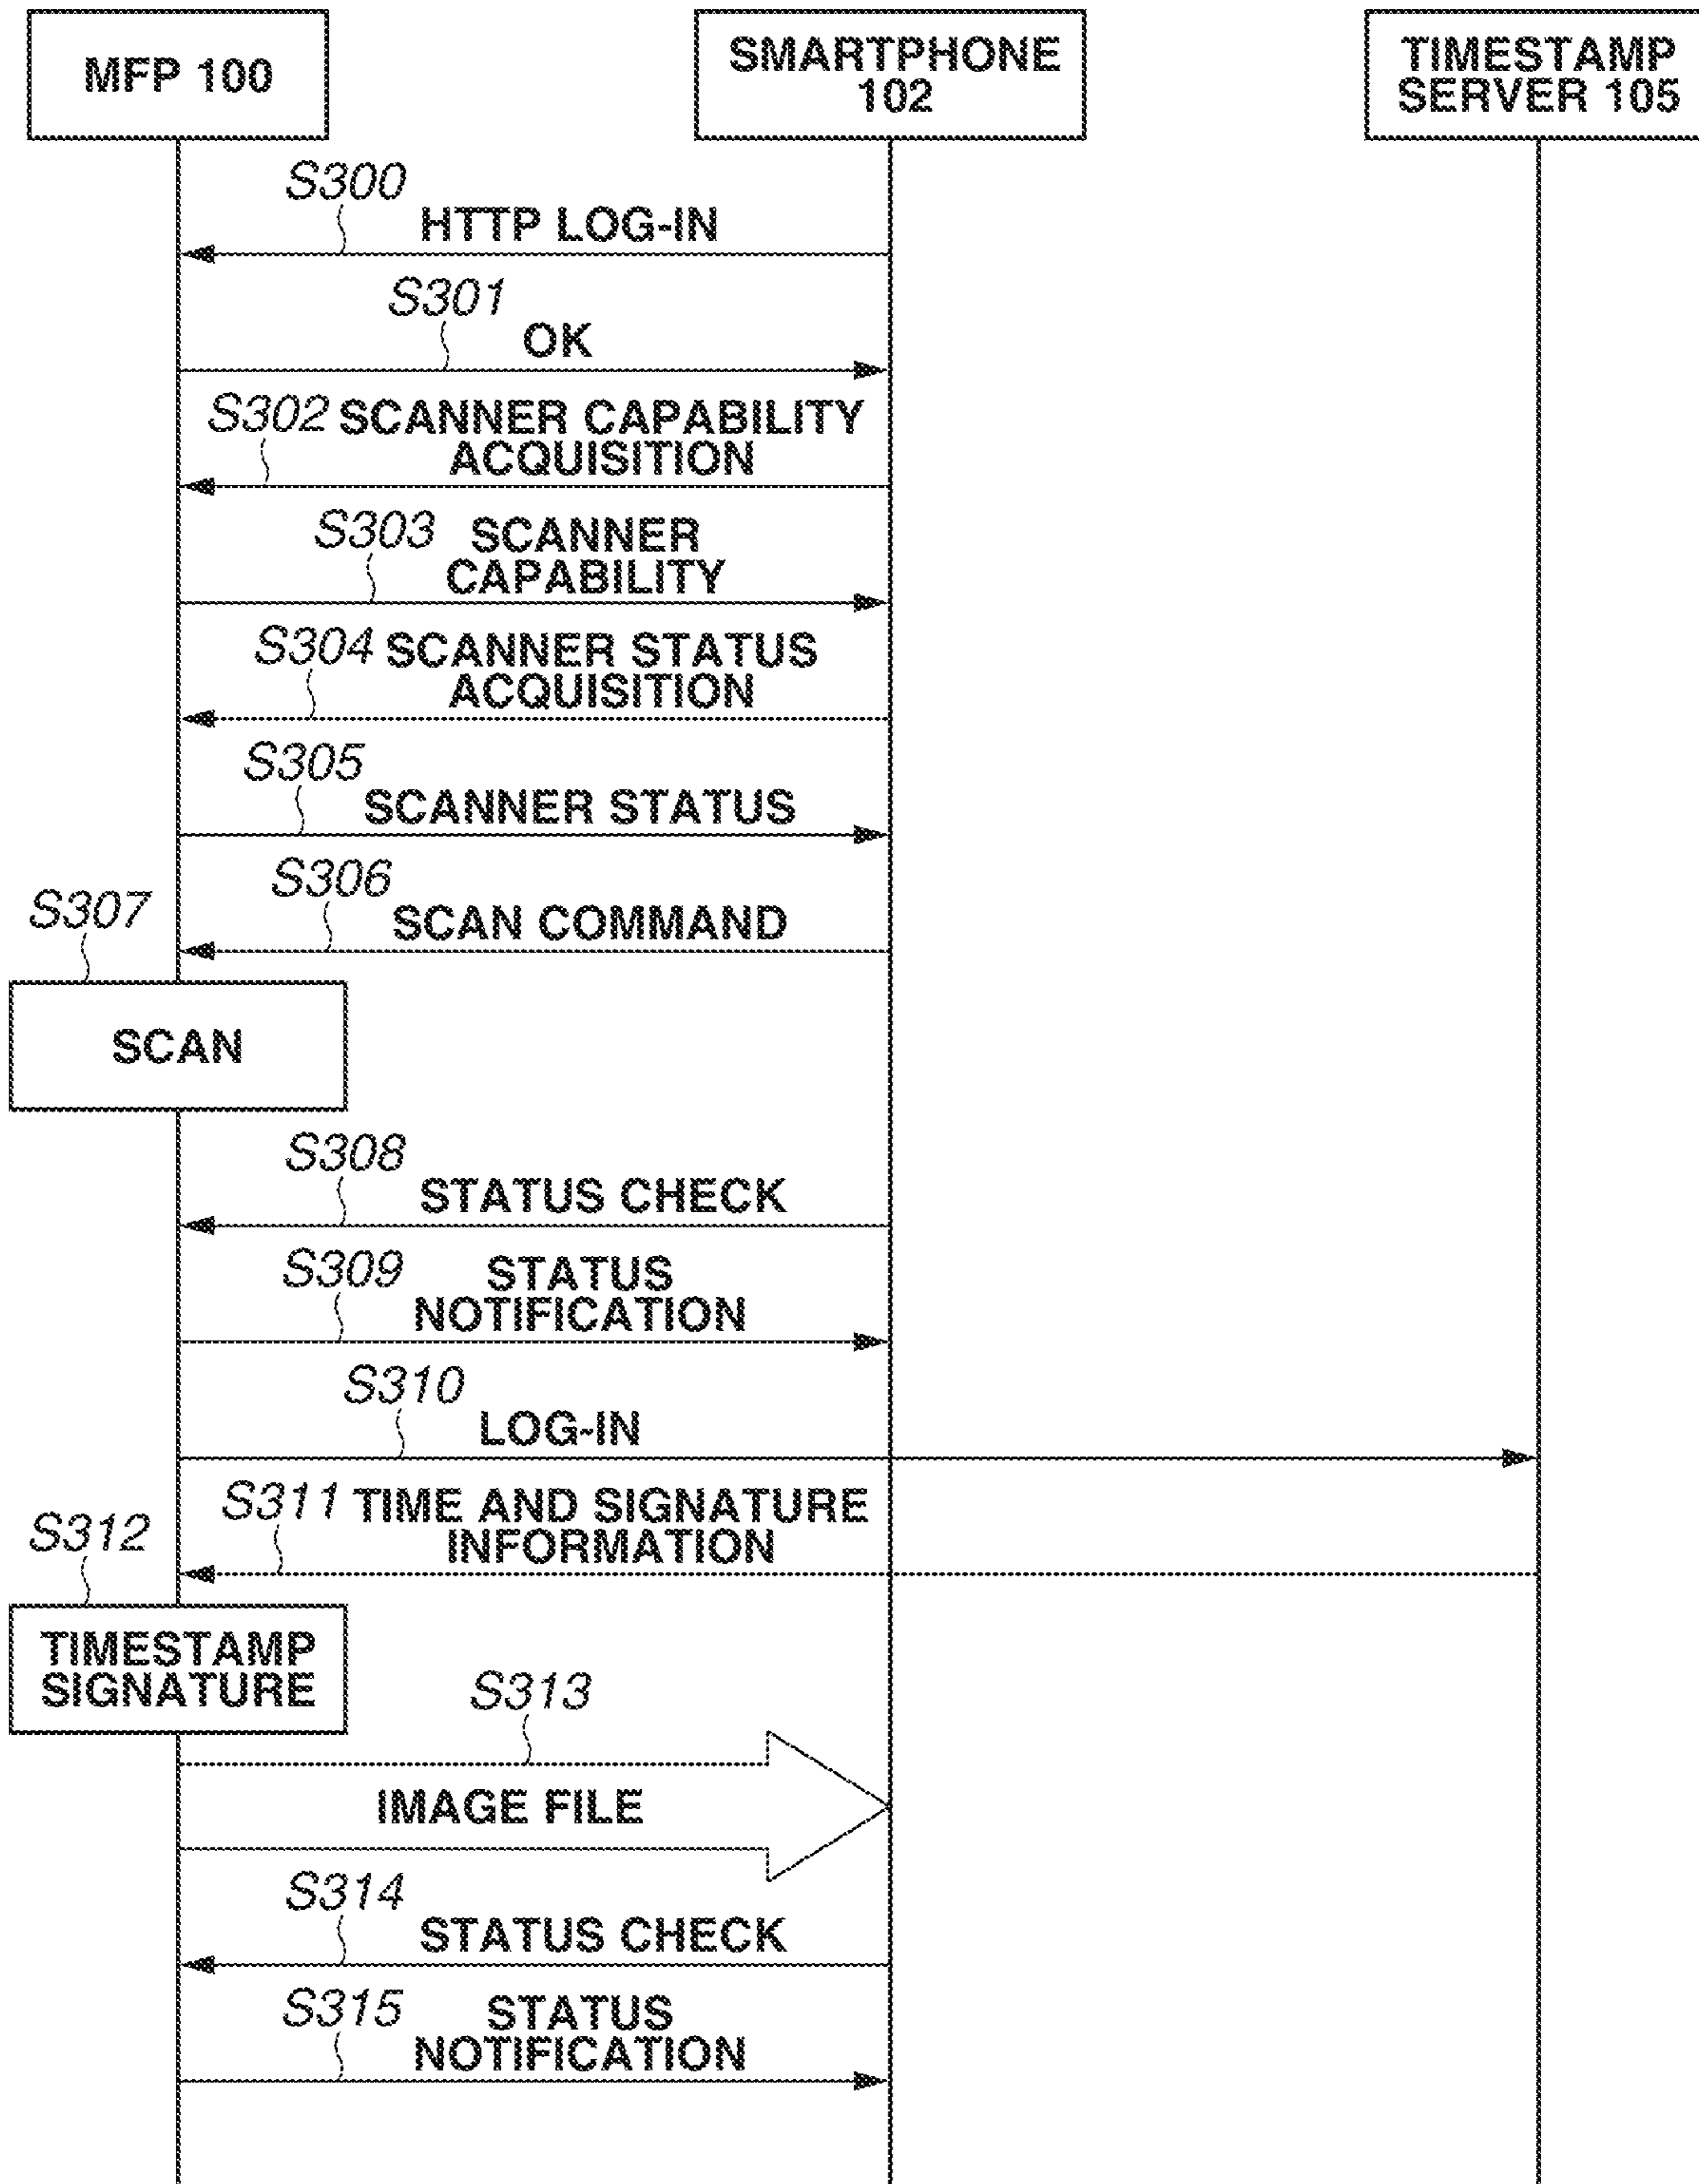 MFP 100
SMARTPHONE
102
TIMESTAMP
SERVER 105
S300
HTTP LOG-IN
S301
OK
S302 SCANNER CAPABILITY
ACQUISITION
S303 SCANNER
CAPABILITY
S304 SCANNER STATUS
ACQUISITION
S305
SCANNER STATUS
S306
SCAN COMMAND
S307
SCAN
S308
STATUS CHECK
S309 STATUS
NOTIFICATION
S310
LOG-IN
S311 TIME AND SIGNATURE
INFORMATION
S312
TIMESTAMP
SIGNATURE
S313
IMAGE FILE
S314
STATUS CHECK
S315 STATUS
NOTIFICATION